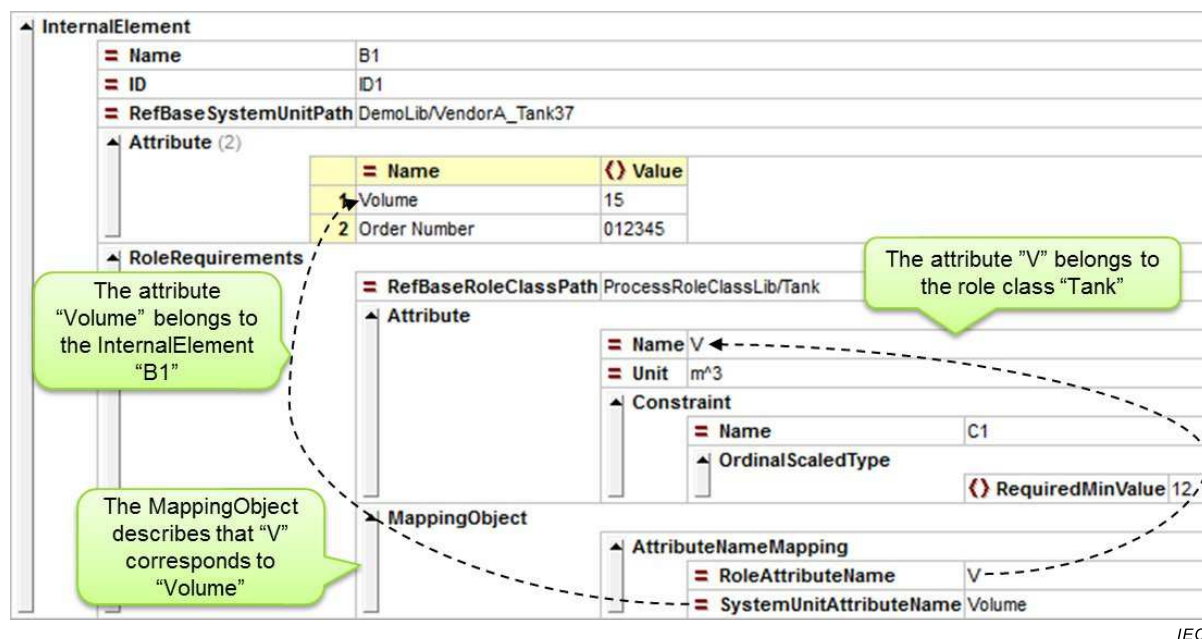 InternalElement
= Name B1
= ID ID1
= RefBaseSystemUnitPath DemoLib/VendorA_Tank37
Attribute (2)
= Name {} Value
1 Volume 15
2 Order Number 012345
RoleRequirements
The attribute
“Volume” belongs to
the InternalElement
“B1”
= RefBaseRoleClassPath ProcessRoleClassLib/Tank
The attribute ”V” belongs to
the role class “Tank”
Attribute
= Name V
= Unit m^3
Constraint
= Name C1
OrdinalScaledType
{} RequiredMinValue 12
The MappingObject
describes that “V”
corresponds to
“Volume”
MappingObject
AttributeNameMapping
= RoleAttributeName V
= SystemUnitAttributeName Volume
IEC